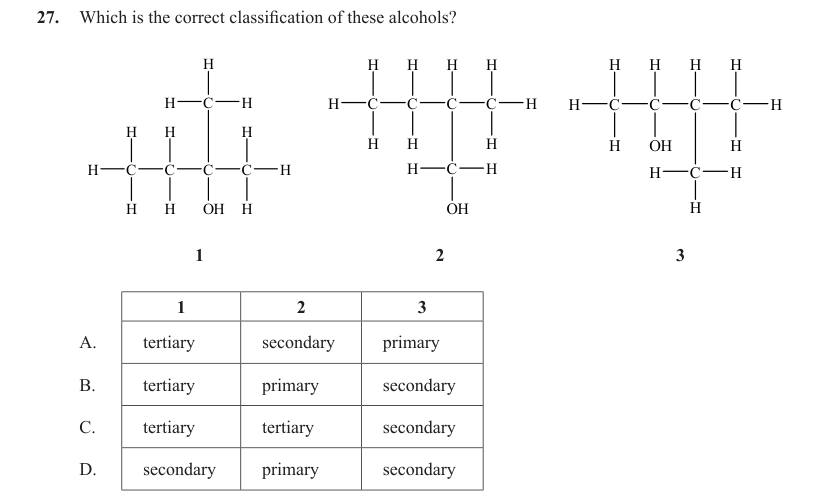 27. Which is the correct classification of these alcohols?
H
H C H
H H H
H C C C C H
H H OH H
1
H H H H
H C C C C H
H H H
H C H
OH
2
H H H H
H C C C C H
H OH H
H C H
H
3
1 2 3
A. tertiary secondary primary
B. tertiary primary secondary
C. tertiary tertiary secondary
D. secondary primary secondary